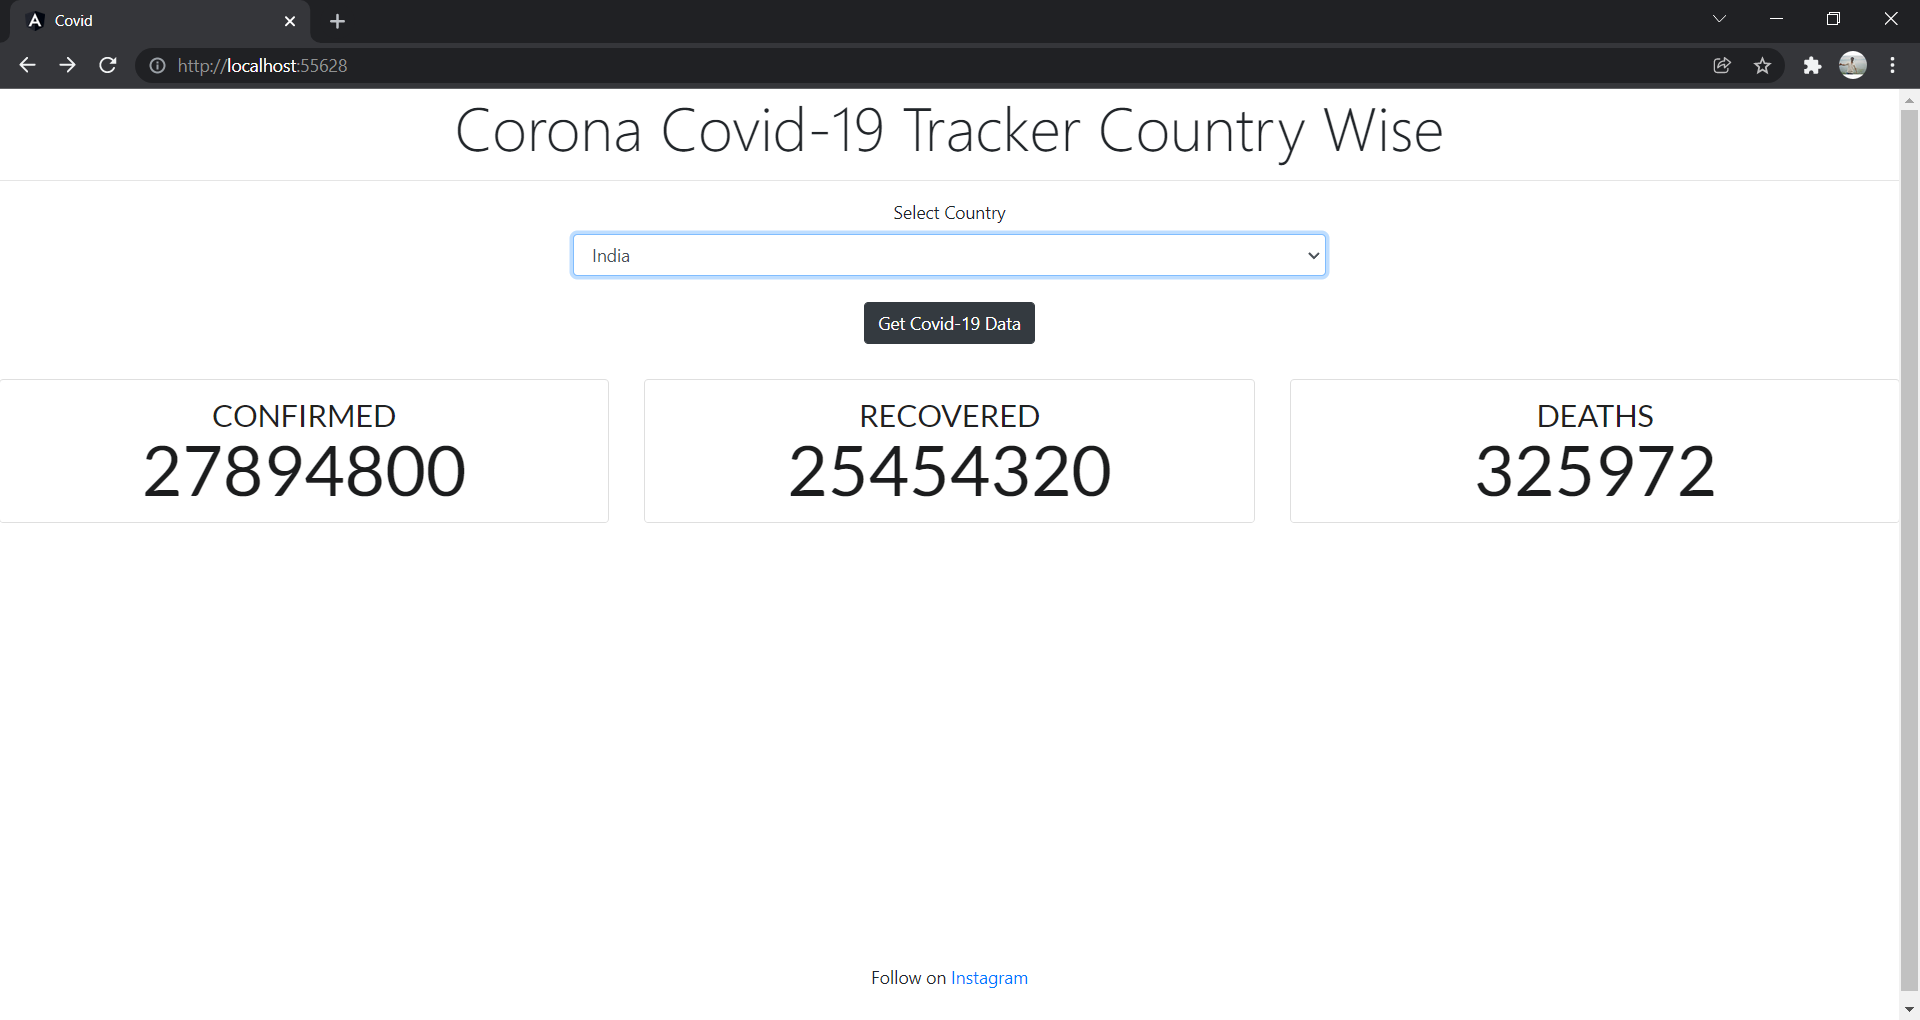 Covid
http://localhost:55628
Corona Covid-19 Tracker Country Wise
Select Country
India
Get Covid-19 Data
CONFIRMED
27894800
RECOVERED
25454320
DEATHS
325972
Follow on Instagram